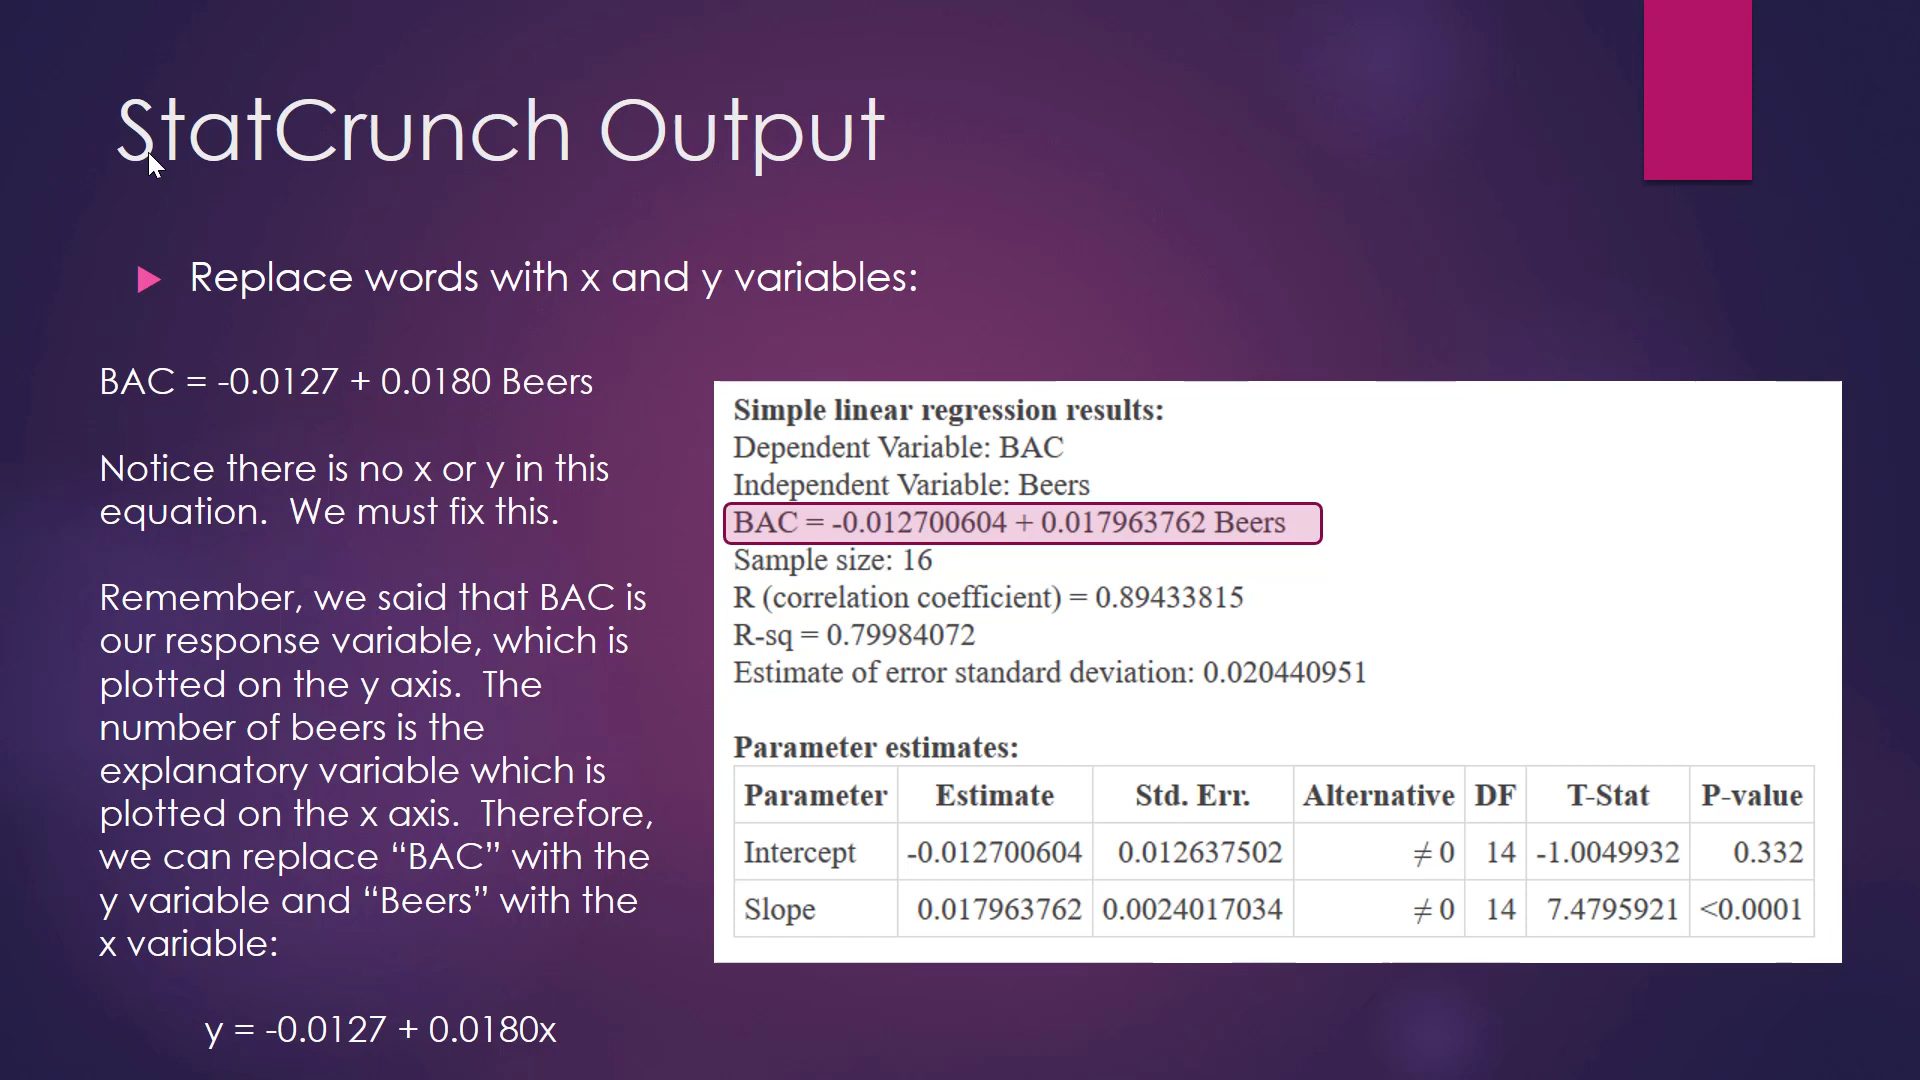 StatCrunch Output
Replace words with x and y variables:
BAC = -0.0127 + 0.0180 Beers
Notice there is no x or y in this
equation.  We must fix this.
Remember, we said that BAC is
our response variable, which is
plotted on the y axis.  The
number of beers is the
explanatory variable which is
plotted on the x axis.  Therefore,
we can replace “BAC” with the
y variable and “Beers” with the
x variable:
y = -0.0127 + 0.0180x
Simple linear regression results:
Dependent Variable: BAC
Independent Variable: Beers
BAC = -0.012700604 + 0.017963762 Beers
Sample size: 16
R (correlation coefficient) = 0.89433815
R-sq = 0.79984072
Estimate of error standard deviation: 0.020440951
Parameter estimates:
Parameter Estimate Std. Err. Alternative DF T-Stat P-value
Intercept -0.012700604 0.012637502 ≠ 0 14 -1.0049932 0.332
Slope 0.017963762 0.0024017034 ≠ 0 14 7.4795921 <0.0001